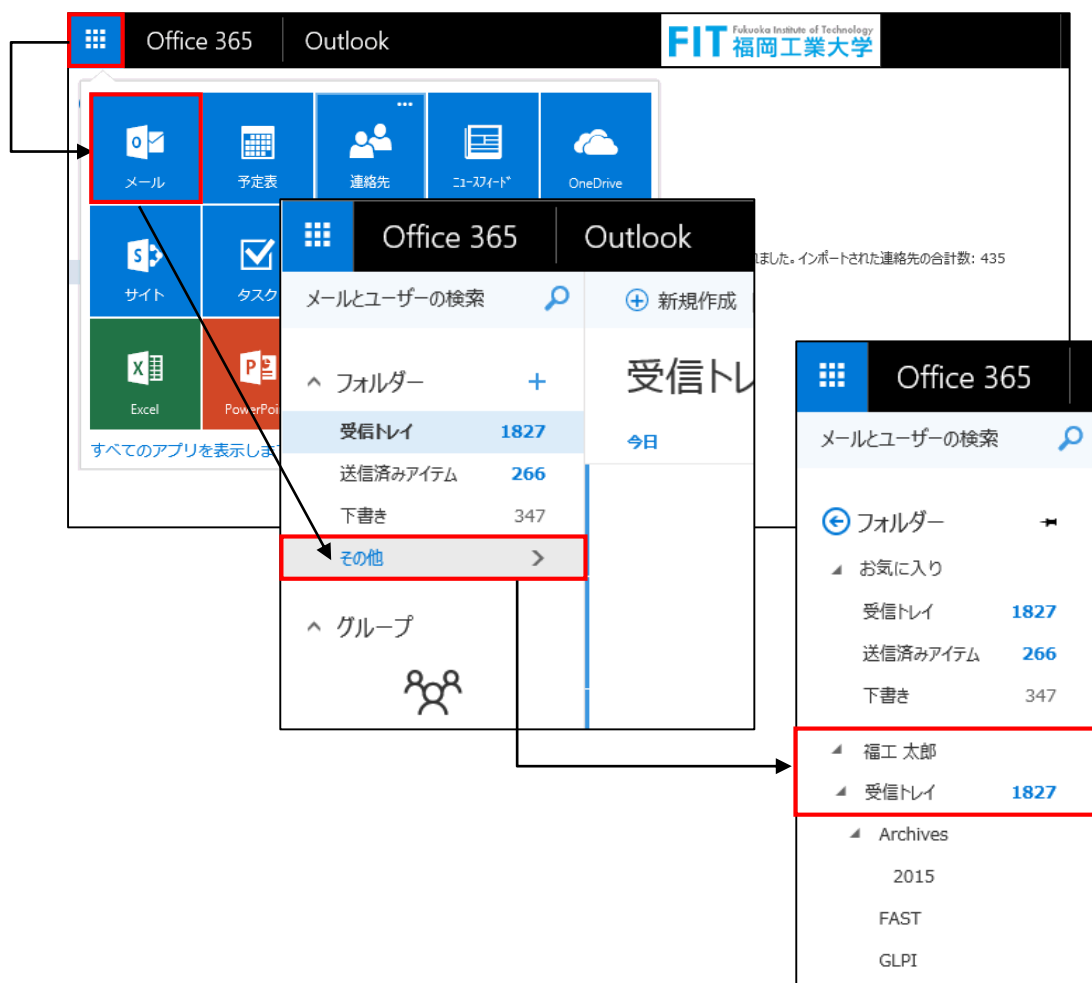 Office 365
Outlook
Fukuoka Institute of Technology
FIT 福岡工業大学
メール
予定表
連絡先
ニュースフィード
OneDrive
サイト
タスク
Excel
PowerPoi
すべてのアプリを表示しま
ました。インポートされた連絡先の合計数: 435
Office 365
Outlook
メールとユーザーの検索
新規作成
フォルダー
受信トレ
受信トレイ 1827
今日
送信済みアイテム 266
下書き 347
その他
グループ
Office 365
メールとユーザーの検索
フォルダー
お気に入り
受信トレイ 1827
送信済みアイテム 266
下書き 347
福工 太郎
受信トレイ 1827
Archives
2015
FAST
GLPI